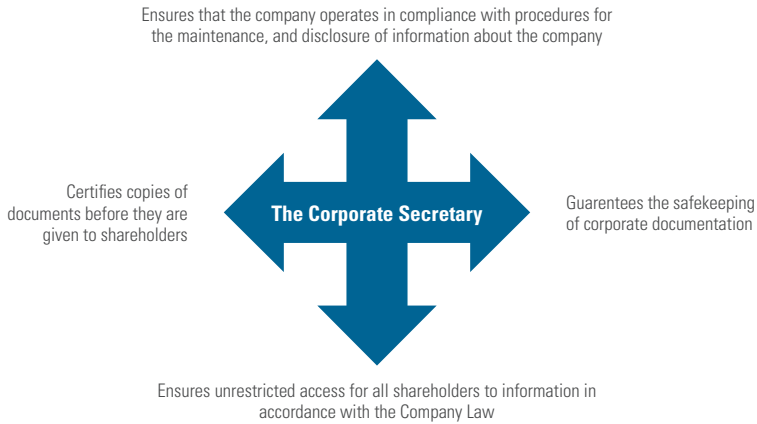 Ensures that the company operates in compliance with procedures for
the maintenance, and disclosure of information about the company
Certifies copies of
documents before they are
given to shareholders
The Corporate Secretary
Guarentees the safekeeping
of corporate documentation
Ensures unrestricted access for all shareholders to information in
accordance with the Company Law